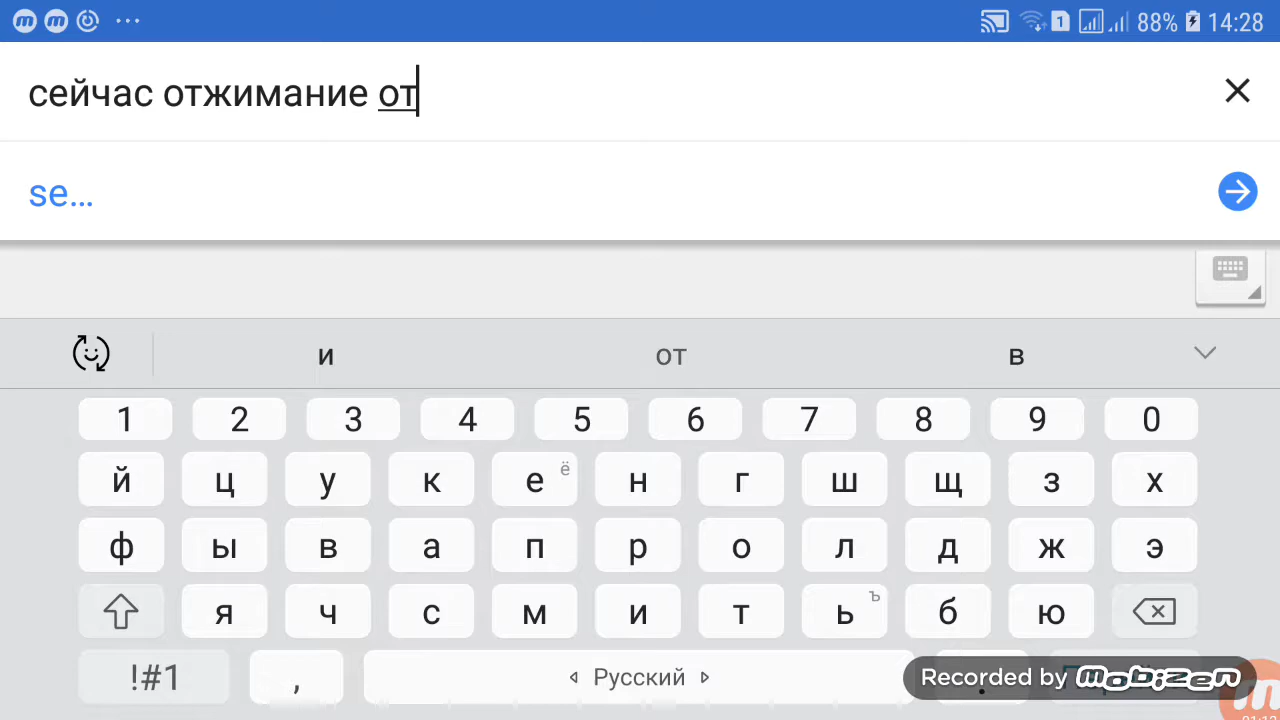 88% 14:28
сейчас отжимание от
se...
и от в
1 2 3 4 5 6 7 8 9 0
й ц у к е ё н г ш щ з х
ф ы в а п р о л д ж э
я ч с м и т ь ъ б ю
!#1 , Русский .
Recorded by mobizen